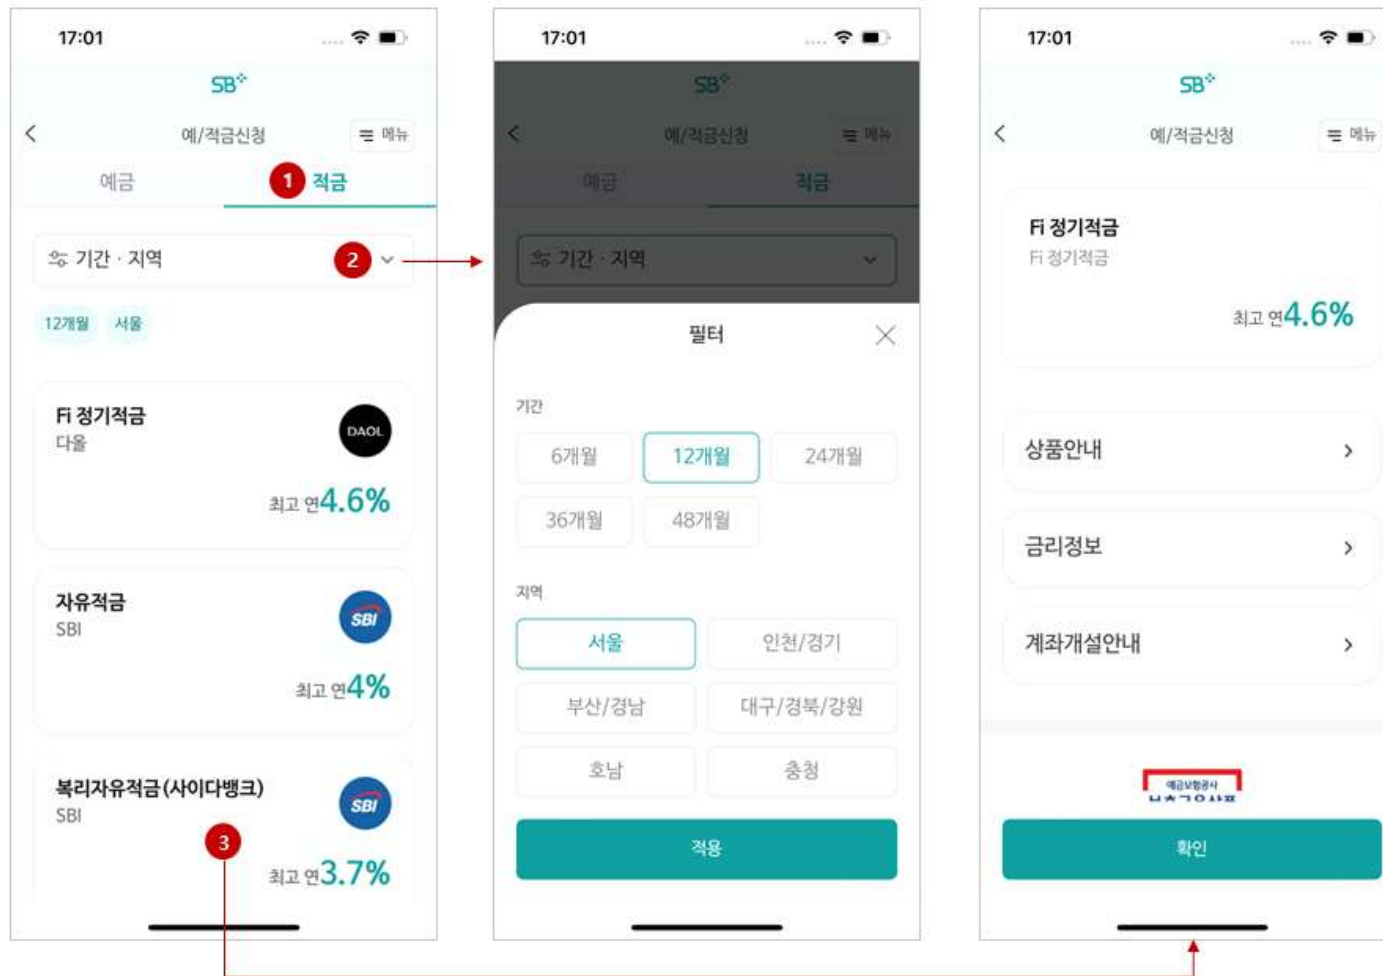 17:01
SB
예/적금신청
메뉴
예금
1 적금
기간 · 지역
2
12개월 서울
Fi 정기적금
다올
DAOL
최고 연4.6%
자유적금
SBI
SBI
최고 연4%
복리자유적금(사이다뱅크)
SBI
SBI
3
최고 연3.7%
17:01
SB
예/적금신청
메뉴
예금
적금
기간 · 지역
필터
기간
6개월 12개월 24개월
36개월 48개월
지역
서울 인천/경기
부산/경남 대구/경북/강원
호남 충청
적용
17:01
SB
예/적금신청
메뉴
Fi 정기적금
Fi 정기적금
최고 연4.6%
상품안내
금리정보
계좌개설안내
예금보험공사
확인